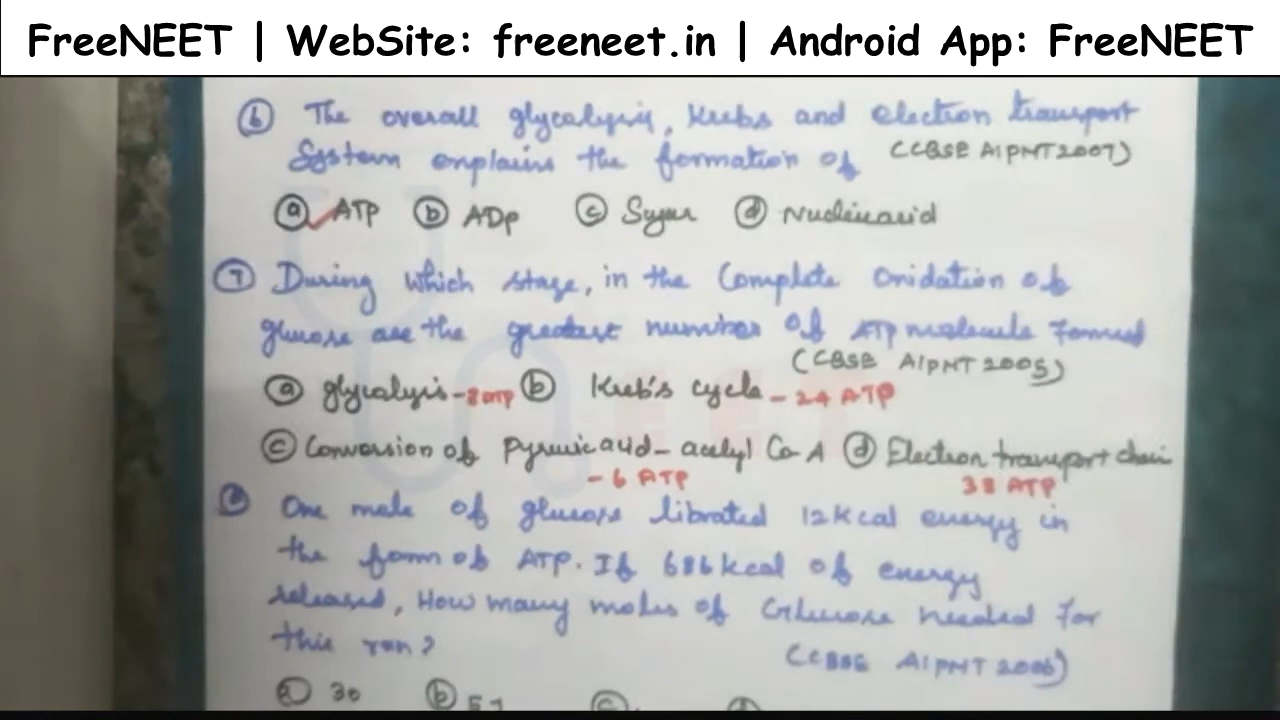 FreeNEET | WebSite: freeneet.in | Android App: FreeNEET
6 The overall glycolysis, Krebs and electron transport
System explains the formation of (CBSE AIPMT 2007)
a ATP b ADP c Sugar d Nucleic acid
7 During which stage, in the Complete Oxidation of
glucose are the greatest number of ATP molecule formed
(CBSE AIPMT 2005)
a glycolysis - 8 ATP b Kreb's cycle - 24 ATP
c Conversion of Pyruvic acid - acetyl Co-A d Electron transport chain
- 6 ATP 38 ATP
8 One mole of glucose librated 12 Kcal energy in
the form of ATP. If 686 kcal of energy
released, How many moles of Glucose needed for
this rxn? (CBSE AIPMT 2006)
a 30 b 57 c d